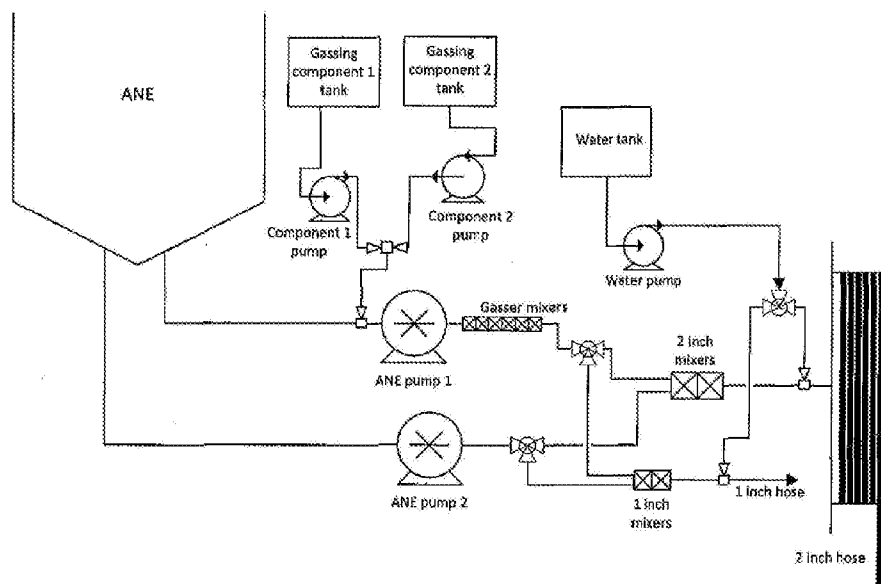 ANE
Gassing
component 1
tank
Gassing
component 2
tank
Water tank
Component 1
pump
Component 2
pump
Water pump
Gasser mixers
2 inch
mixers
ANE pump 1
ANE pump 2
1 inch
mixers
1 inch hose
2 inch hose